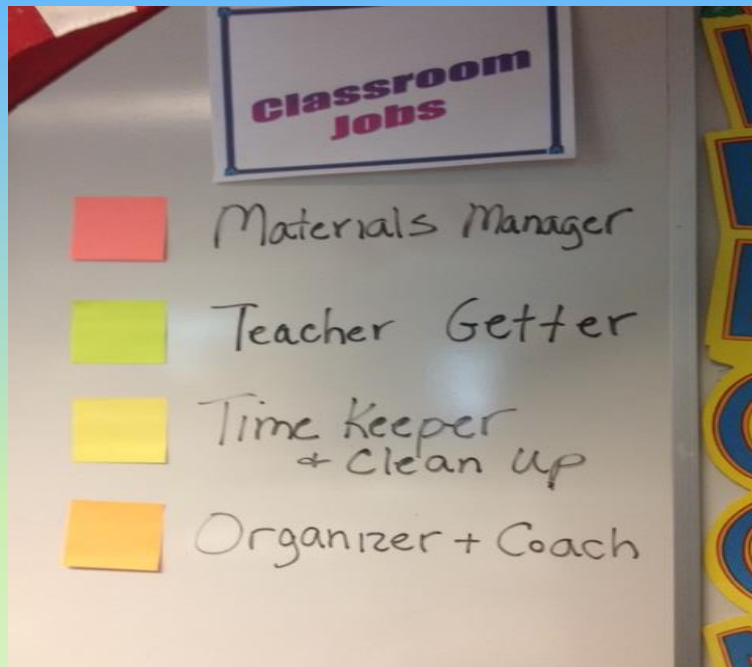 Classroom
Jobs
Materials Manager
Teacher Getter
Time Keeper
+ Clean Up
Organizer + Coach